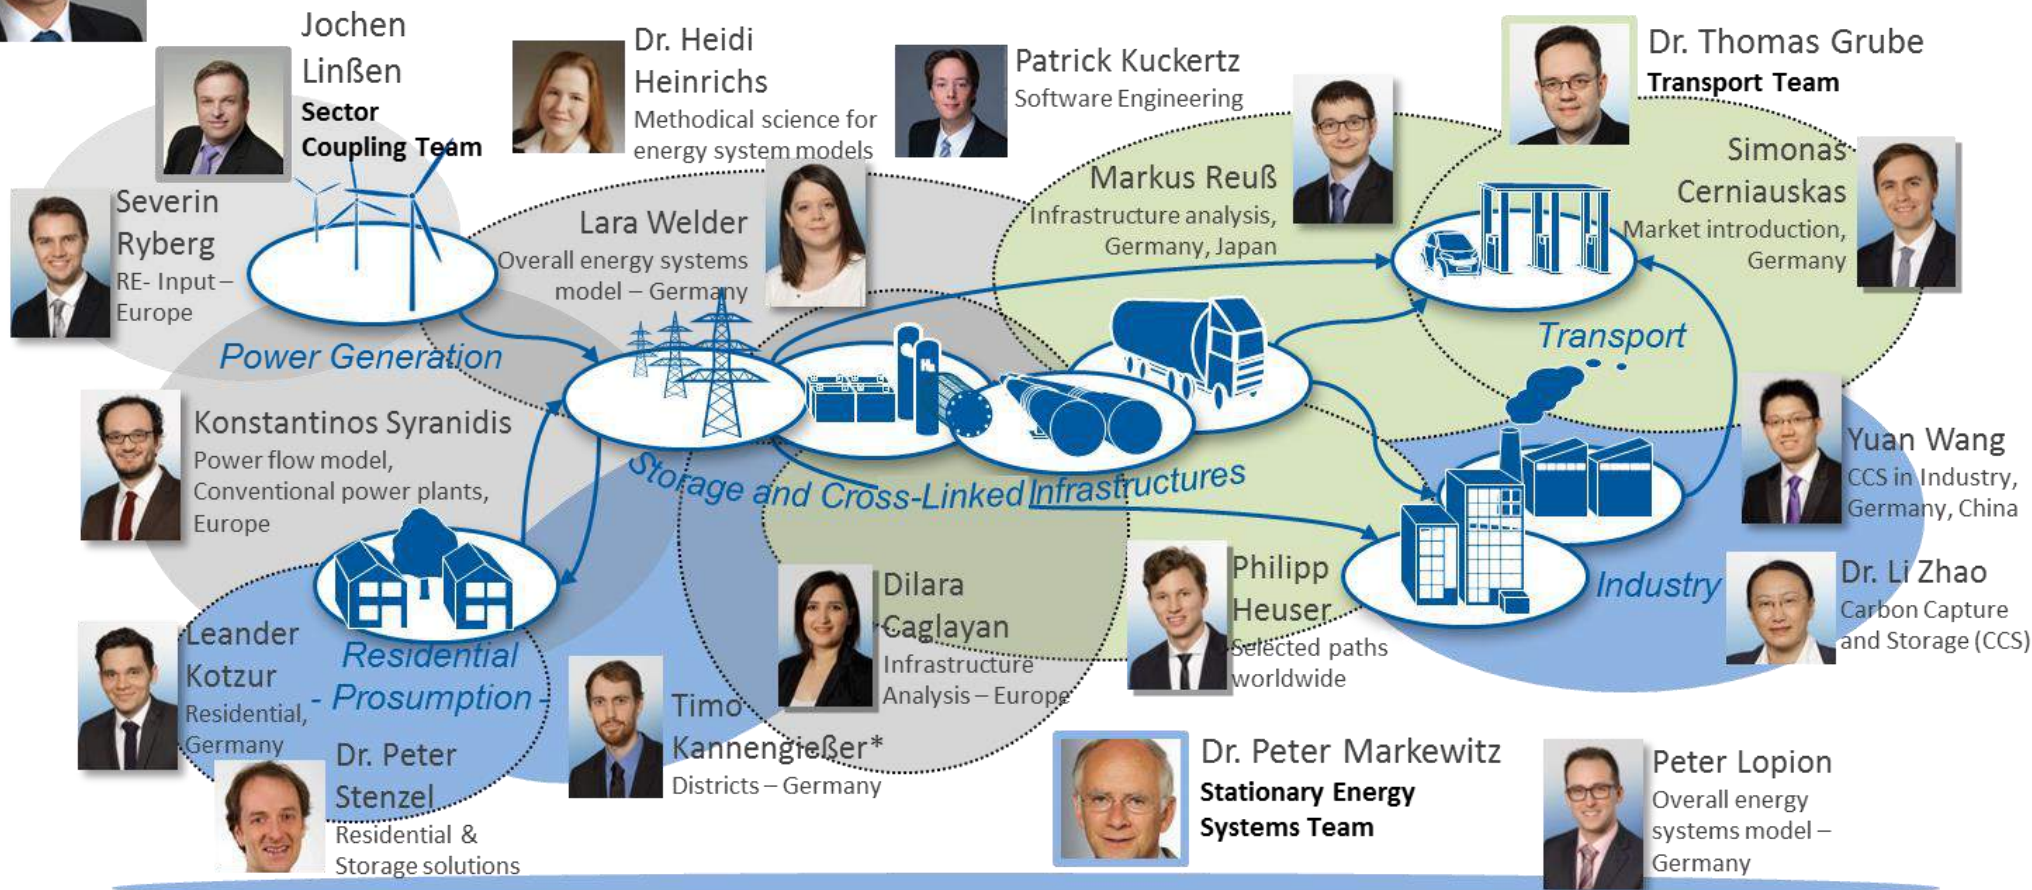 Jochen
Linßen
Sector
Coupling Team
Dr. Heidi
Heinrichs
Methodical science for
energy system models
Patrick Kuckertz
Software Engineering
Dr. Thomas Grube
Transport Team
Severin
Ryberg
RE- Input –
Europe
Lara Welder
Overall energy systems
model – Germany
Markus Reuß
Infrastructure analysis,
Germany, Japan
Simonas
Cerniauskas
Market introduction,
Germany
Power Generation
Transport
Konstantinos Syranidis
Power flow model,
Conventional power plants,
Europe
Storage and Cross-Linked Infrastructures
Yuan Wang
CCS in Industry,
Germany, China
Leander
Kotzur
Residential,
Germany
Residential
- Prosumption -
Dilara
Caglayan
Infrastructure
Analysis – Europe
Philipp
Heuser
Selected paths
worldwide
Industry
Dr. Li Zhao
Carbon Capture
and Storage (CCS)
Dr. Peter
Stenzel
Residential &
Storage solutions
Timo
Kannengießer*
Districts – Germany
Dr. Peter Markewitz
Stationary Energy
Systems Team
Peter Lopion
Overall energy
systems model –
Germany